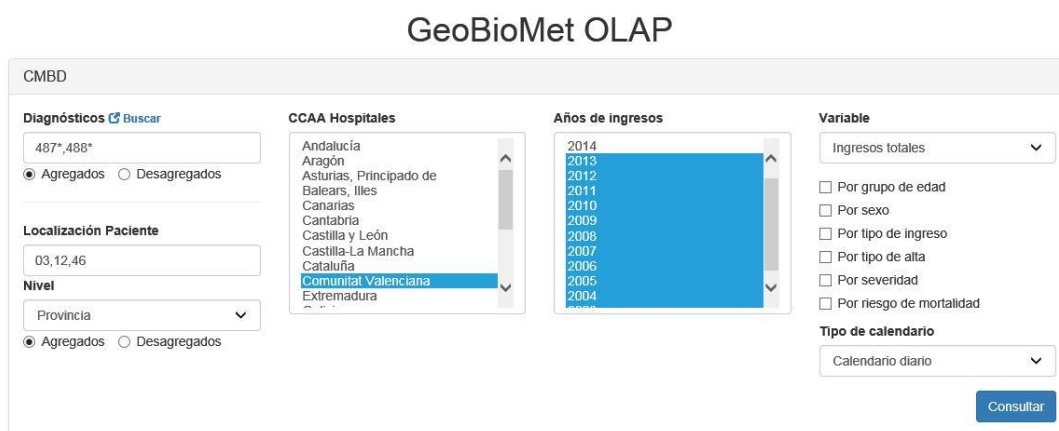 GeoBioMet OLAP
CMBD
Diagnósticos Buscar
487*,488*
Agregados Desagregados
Localización Paciente
03,12,46
Nivel
Provincia
Agregados Desagregados
CCAA Hospitales
Andalucía
Aragón
Asturias, Principado de
Balears, Illes
Canarias
Cantabria
Castilla y León
Castilla-La Mancha
Cataluña
Comunitat Valenciana
Extremadura
Años de ingresos
2014
2013
2012
2011
2010
2009
2008
2007
2006
2005
2004
Variable
Ingresos totales
Por grupo de edad
Por sexo
Por tipo de ingreso
Por tipo de alta
Por severidad
Por riesgo de mortalidad
Tipo de calendario
Calendario diario
Consultar